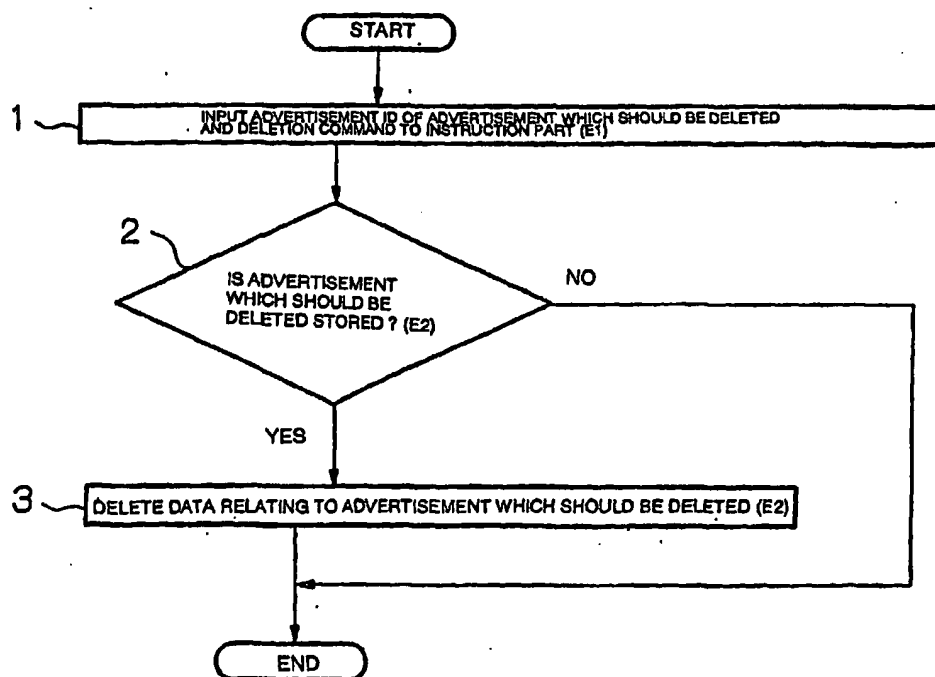 START
1
INPUT ADVERTISEMENT ID OF ADVERTISEMENT WHICH SHOULD BE DELETED
AND DELETION COMMAND TO INSTRUCTION PART (E1)
2
IS ADVERTISEMENT
WHICH SHOULD BE
DELETED STORED ? (E2)
NO
YES
3
DELETE DATA RELATING TO ADVERTISEMENT WHICH SHOULD BE DELETED (E2)
END